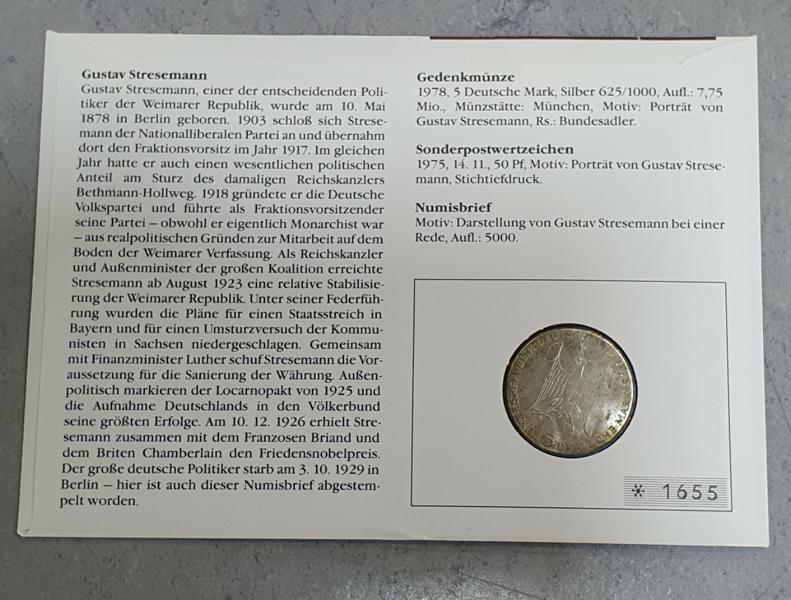 Gustav Stresemann
Gustav Stresemann, einer der entscheidenden Poli-
tiker der Weimarer Republik, wurde am 10. Mai
1878 in Berlin geboren. 1903 schloß sich Strese-
mann der Nationalliberalen Partei an und übernahm
dort den Fraktionsvorsitz im Jahr 1917. Im gleichen
Jahr hatte er auch einen wesentlichen politischen
Anteil am Sturz des damaligen Reichskanzlers
Bethmann-Hollweg. 1918 gründete er die Deutsche
Volkspartei und führte als Fraktionsvorsitzender
seine Partei – obwohl er eigentlich Monarchist war
– aus realpolitischen Gründen zur Mitarbeit auf dem
Boden der Weimarer Verfassung. Als Reichskanzler
und Außenminister der großen Koalition erreichte
Stresemann ab August 1923 eine relative Stabilisie-
rung der Weimarer Republik. Unter seiner Federfüh-
rung wurden die Pläne für einen Staatsstreich in
Bayern und für einen Umsturzversuch der Kommu-
nisten in Sachsen niedergeschlagen. Gemeinsam
mit Finanzminister Luther schuf Stresemann die Vor-
aussetzung für die Sanierung der Währung. Außen-
politisch markieren der Locarnopakt von 1925 und
die Aufnahme Deutschlands in den Völkerbund
seine größten Erfolge. Am 10. 12. 1926 erhielt Stre-
semann zusammen mit dem Franzosen Briand und
dem Briten Chamberlain den Friedensnobelpreis.
Der große deutsche Politiker starb am 3. 10. 1929 in
Berlin – hier ist auch dieser Numisbrief abgestem-
pelt worden.
Gedenkmünze
1978, 5 Deutsche Mark, Silber 625/1000, Aufl.: 7,75
Mio., Münzstätte: München, Motiv: Porträt von
Gustav Stresemann, Rs.: Bundesadler.
Sonderpostwertzeichen
1975, 14. 11., 50 Pf, Motiv: Porträt von Gustav Strese-
mann, Stichtiefdruck.
Numisbrief
Motiv: Darstellung von Gustav Stresemann bei einer
Rede, Aufl.: 5000.
* 1655